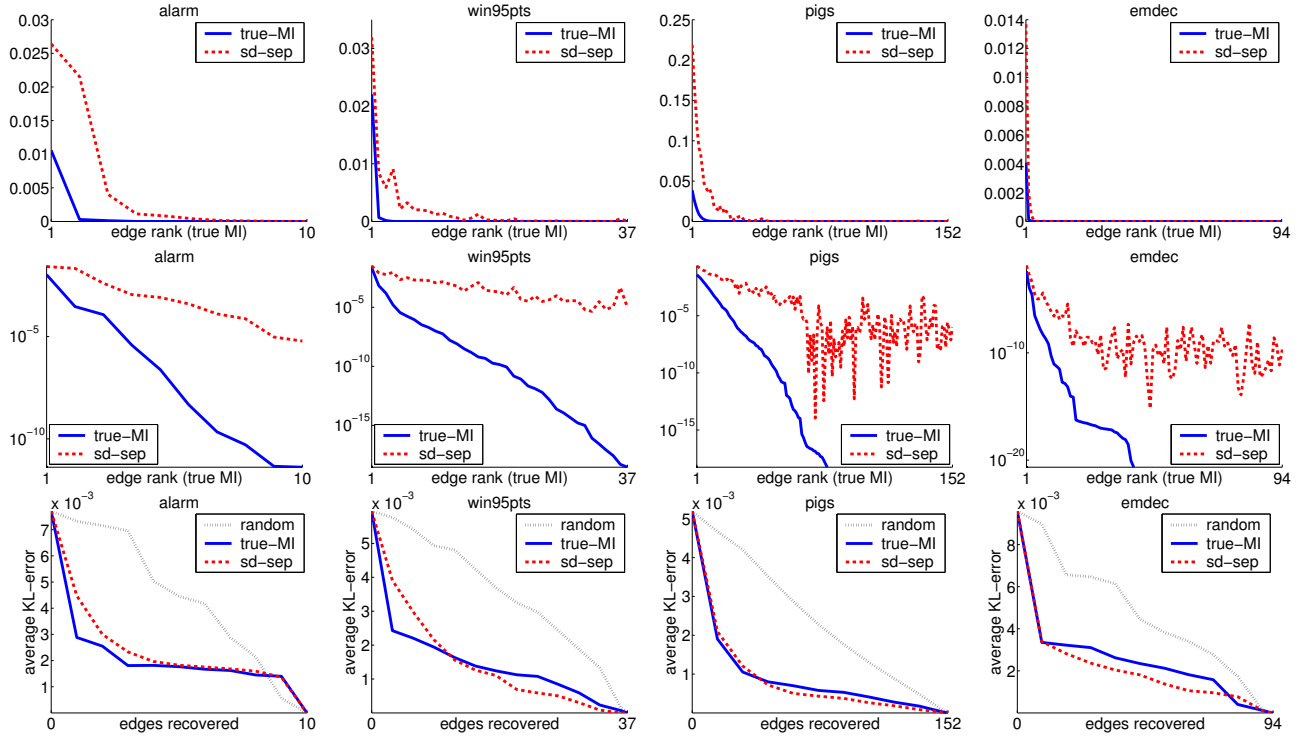 alarm
0.03
0.025
0.02
0.015
0.01
0.005
0
1
10
edge rank (true MI)
true-MI
sd-sep
win95pts
0.03
0.02
0.01
0
1
37
edge rank (true MI)
true-MI
sd-sep
pigs
0.25
0.2
0.15
0.1
0.05
0
1
152
edge rank (true MI)
true-MI
sd-sep
emdec
0.014
0.012
0.01
0.008
0.006
0.004
0.002
0
1
94
edge rank (true MI)
true-MI
sd-sep
alarm
10^-5
10^-10
1
10
edge rank (true MI)
true-MI
sd-sep
win95pts
10^-5
10^-10
10^-15
1
37
edge rank (true MI)
true-MI
sd-sep
pigs
10^-5
10^-10
10^-15
1
152
edge rank (true MI)
true-MI
sd-sep
emdec
10^-10
10^-20
1
94
edge rank (true MI)
true-MI
sd-sep
x 10^-3
alarm
7
6
5
4
3
2
1
0
10
average KL-error
edges recovered
random
true-MI
sd-sep
x 10^-3
win95pts
5
4
3
2
1
0
37
average KL-error
edges recovered
random
true-MI
sd-sep
x 10^-3
pigs
5
4
3
2
1
0
152
average KL-error
edges recovered
random
true-MI
sd-sep
x 10^-3
emdec
8
6
4
2
0
94
average KL-error
edges recovered
random
true-MI
sd-sep